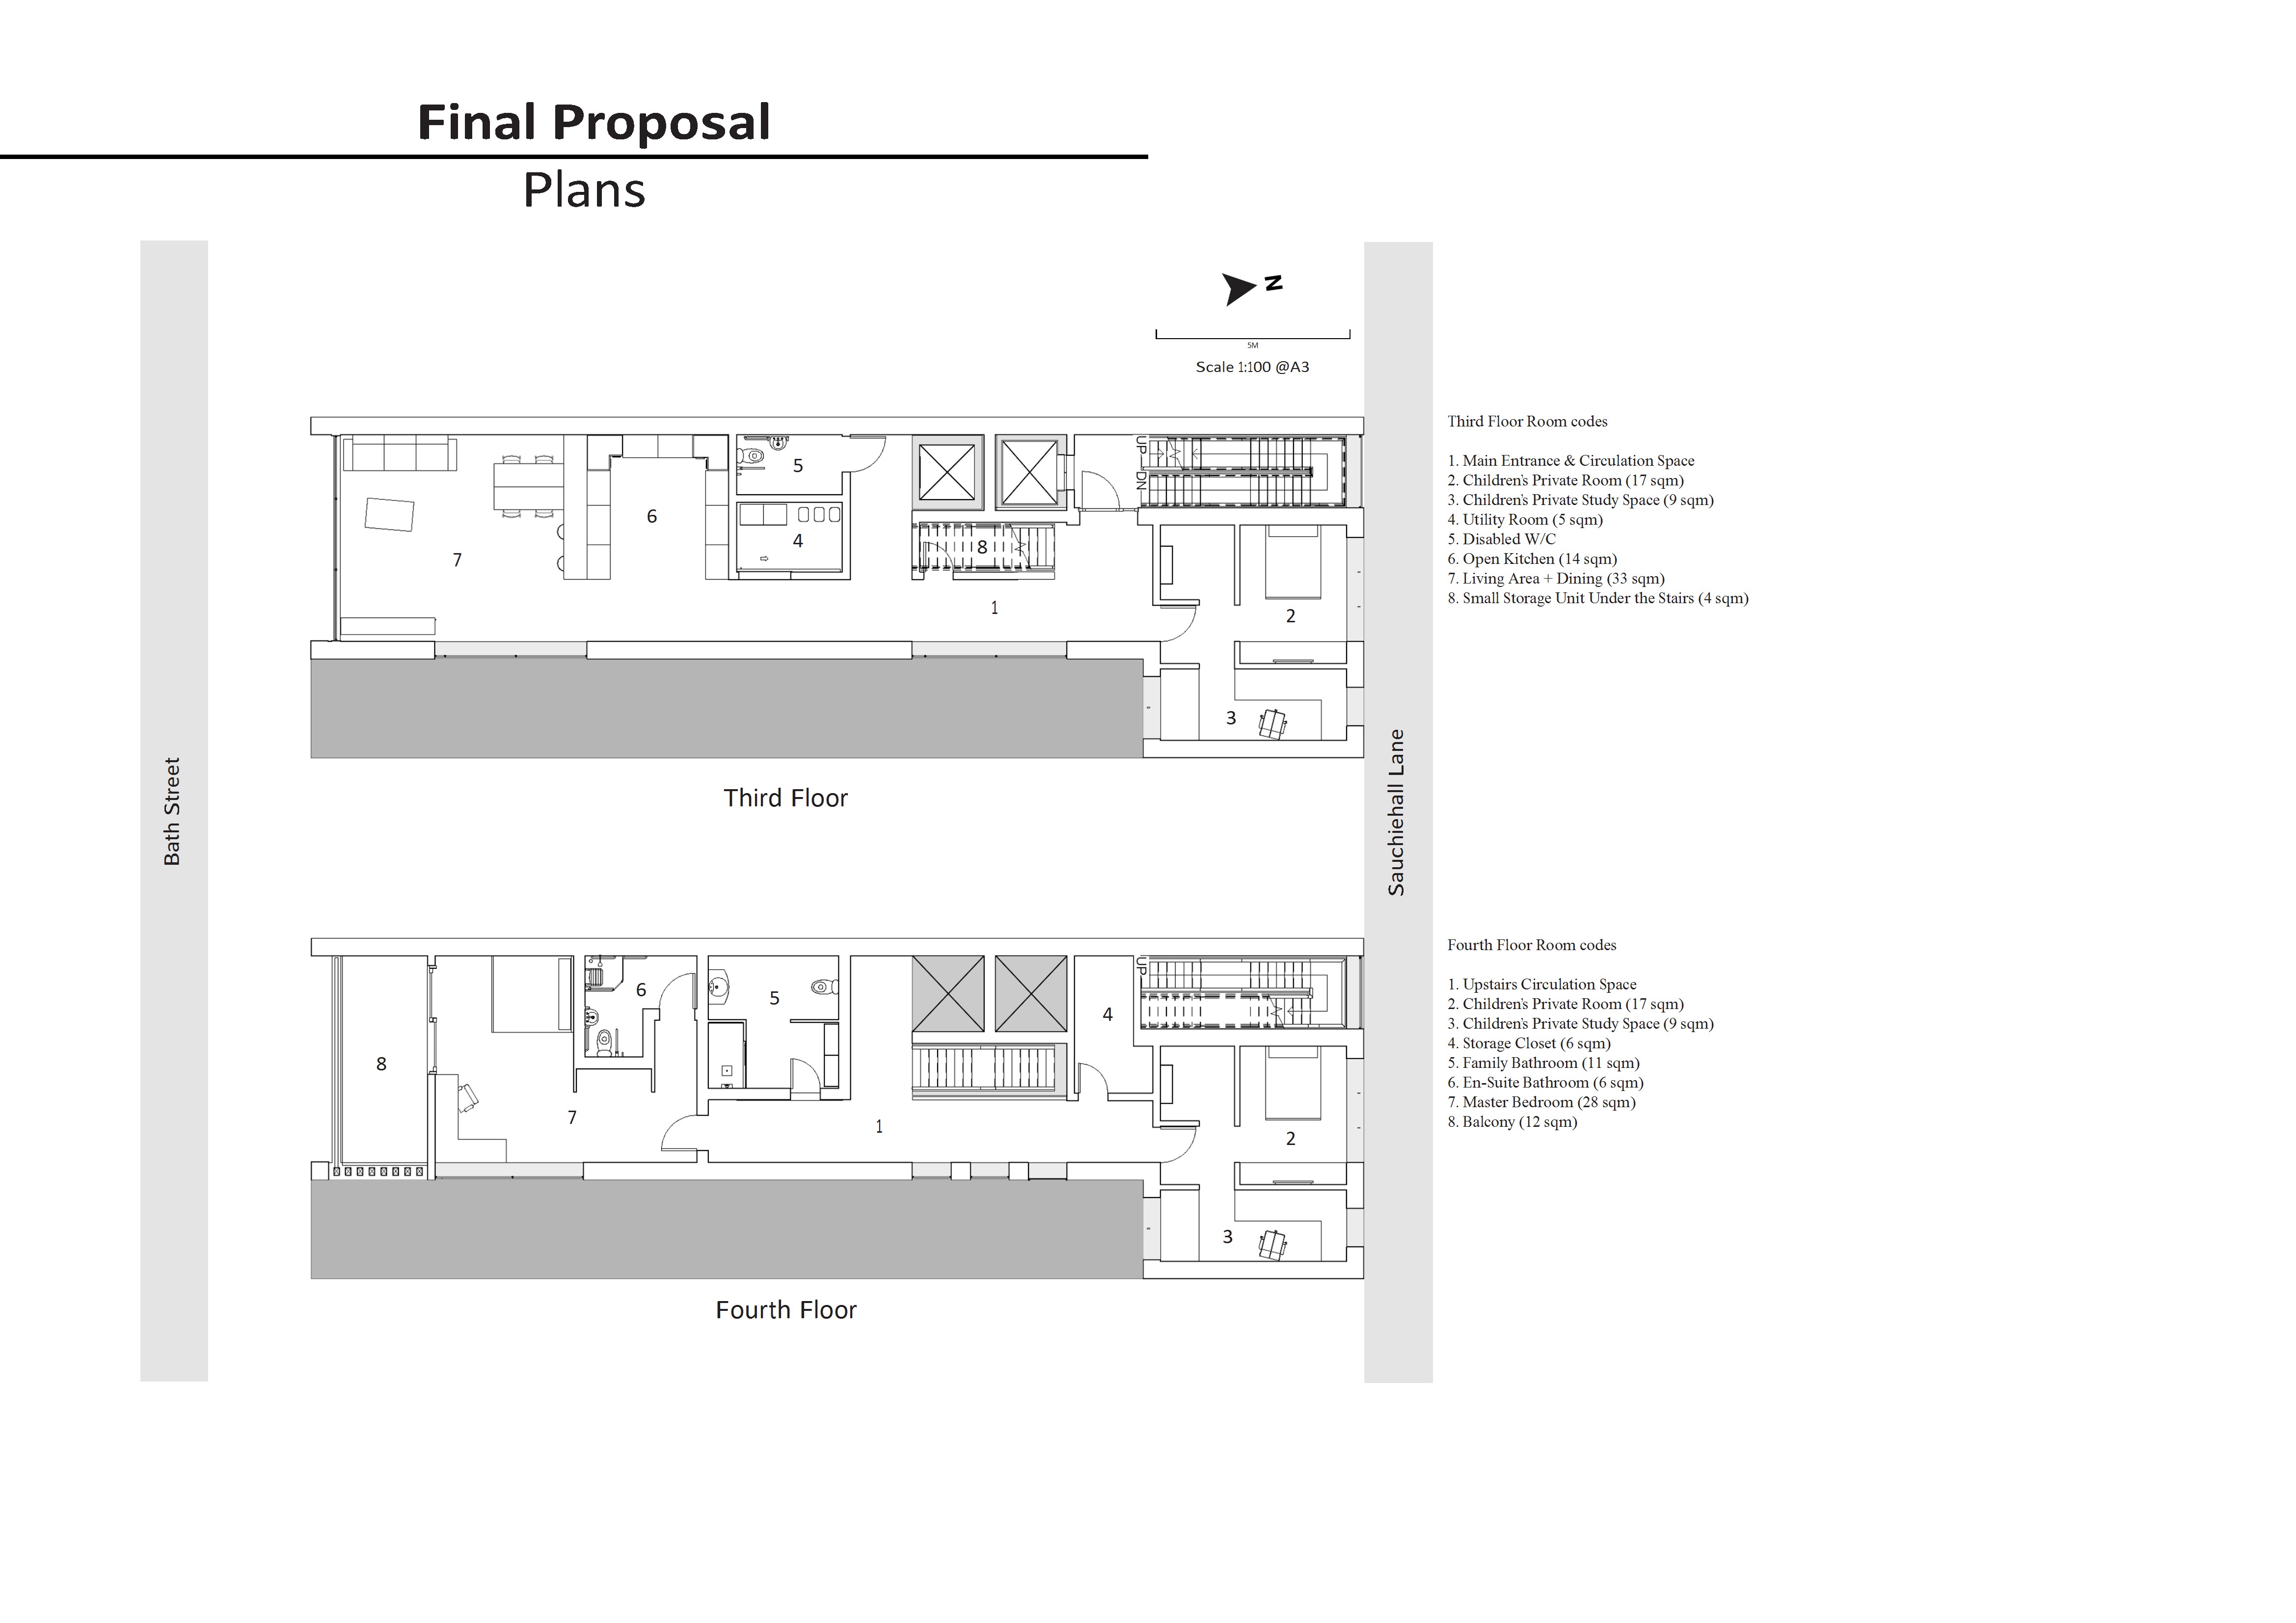 Final Proposal
Plans
N
5M
Scale 1:100 @A3
Bath Street
Sauchiehall Lane
5
6
4
8
7
1
2
3
UP
DN
Third Floor
Third Floor Room codes
1. Main Entrance & Circulation Space
2. Children's Private Room (17 sqm)
3. Children's Private Study Space (9 sqm)
4. Utility Room (5 sqm)
5. Disabled W/C
6. Open Kitchen (14 sqm)
7. Living Area + Dining (33 sqm)
8. Small Storage Unit Under the Stairs (4 sqm)
UP
6
5
4
8
7
1
2
3
Fourth Floor
Fourth Floor Room codes
1. Upstairs Circulation Space
2. Children's Private Room (17 sqm)
3. Children's Private Study Space (9 sqm)
4. Storage Closet (6 sqm)
5. Family Bathroom (11 sqm)
6. En-Suite Bathroom (6 sqm)
7. Master Bedroom (28 sqm)
8. Balcony (12 sqm)